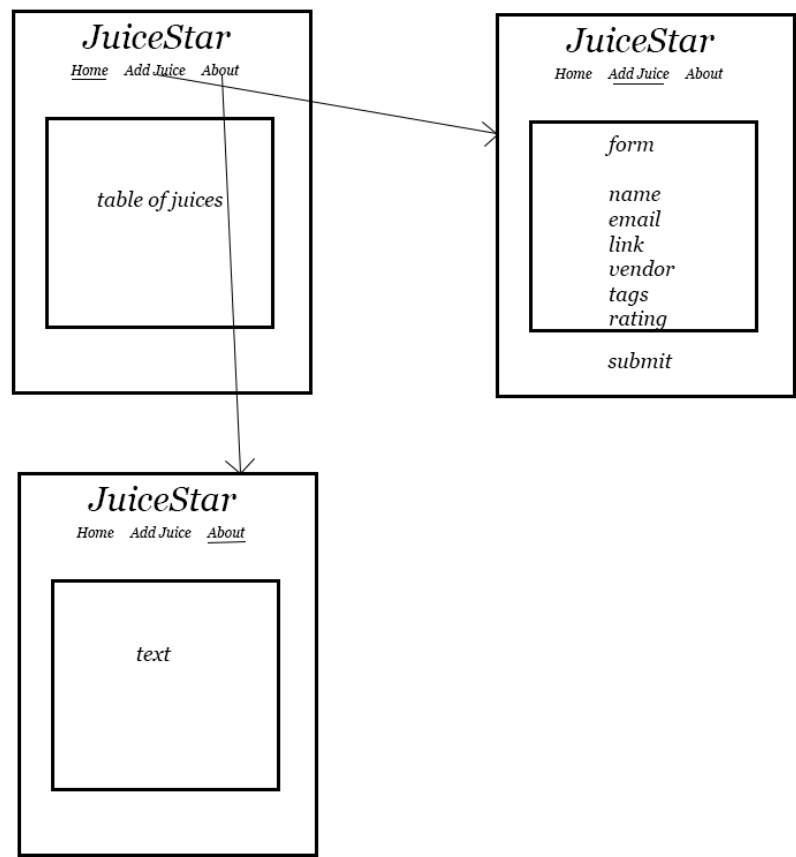 JuiceStar
Home Add Juice About
table of juices
JuiceStar
Home Add Juice About
form
name
email
link
vendor
tags
rating
submit
JuiceStar
Home Add Juice About
text